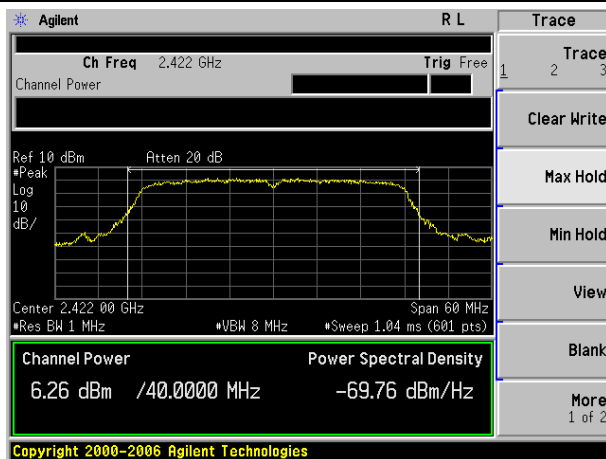 Agilent R L Trace
Ch Freq 2.422 GHz Trig Free
Channel Power
Trace
1 2 3
Clear Write
Max Hold
Min Hold
View
Blank
More
1 of 2
Ref 10 dBm Atten 20 dB
#Peak
Log
10
dB/
Center 2.422 00 GHz Span 60 MHz
#Res BW 1 MHz #VBW 8 MHz #Sweep 1.04 ms (601 pts)
Channel Power Power Spectral Density
6.26 dBm /40.0000 MHz -69.76 dBm/Hz
Copyright 2000-2006 Agilent Technologies